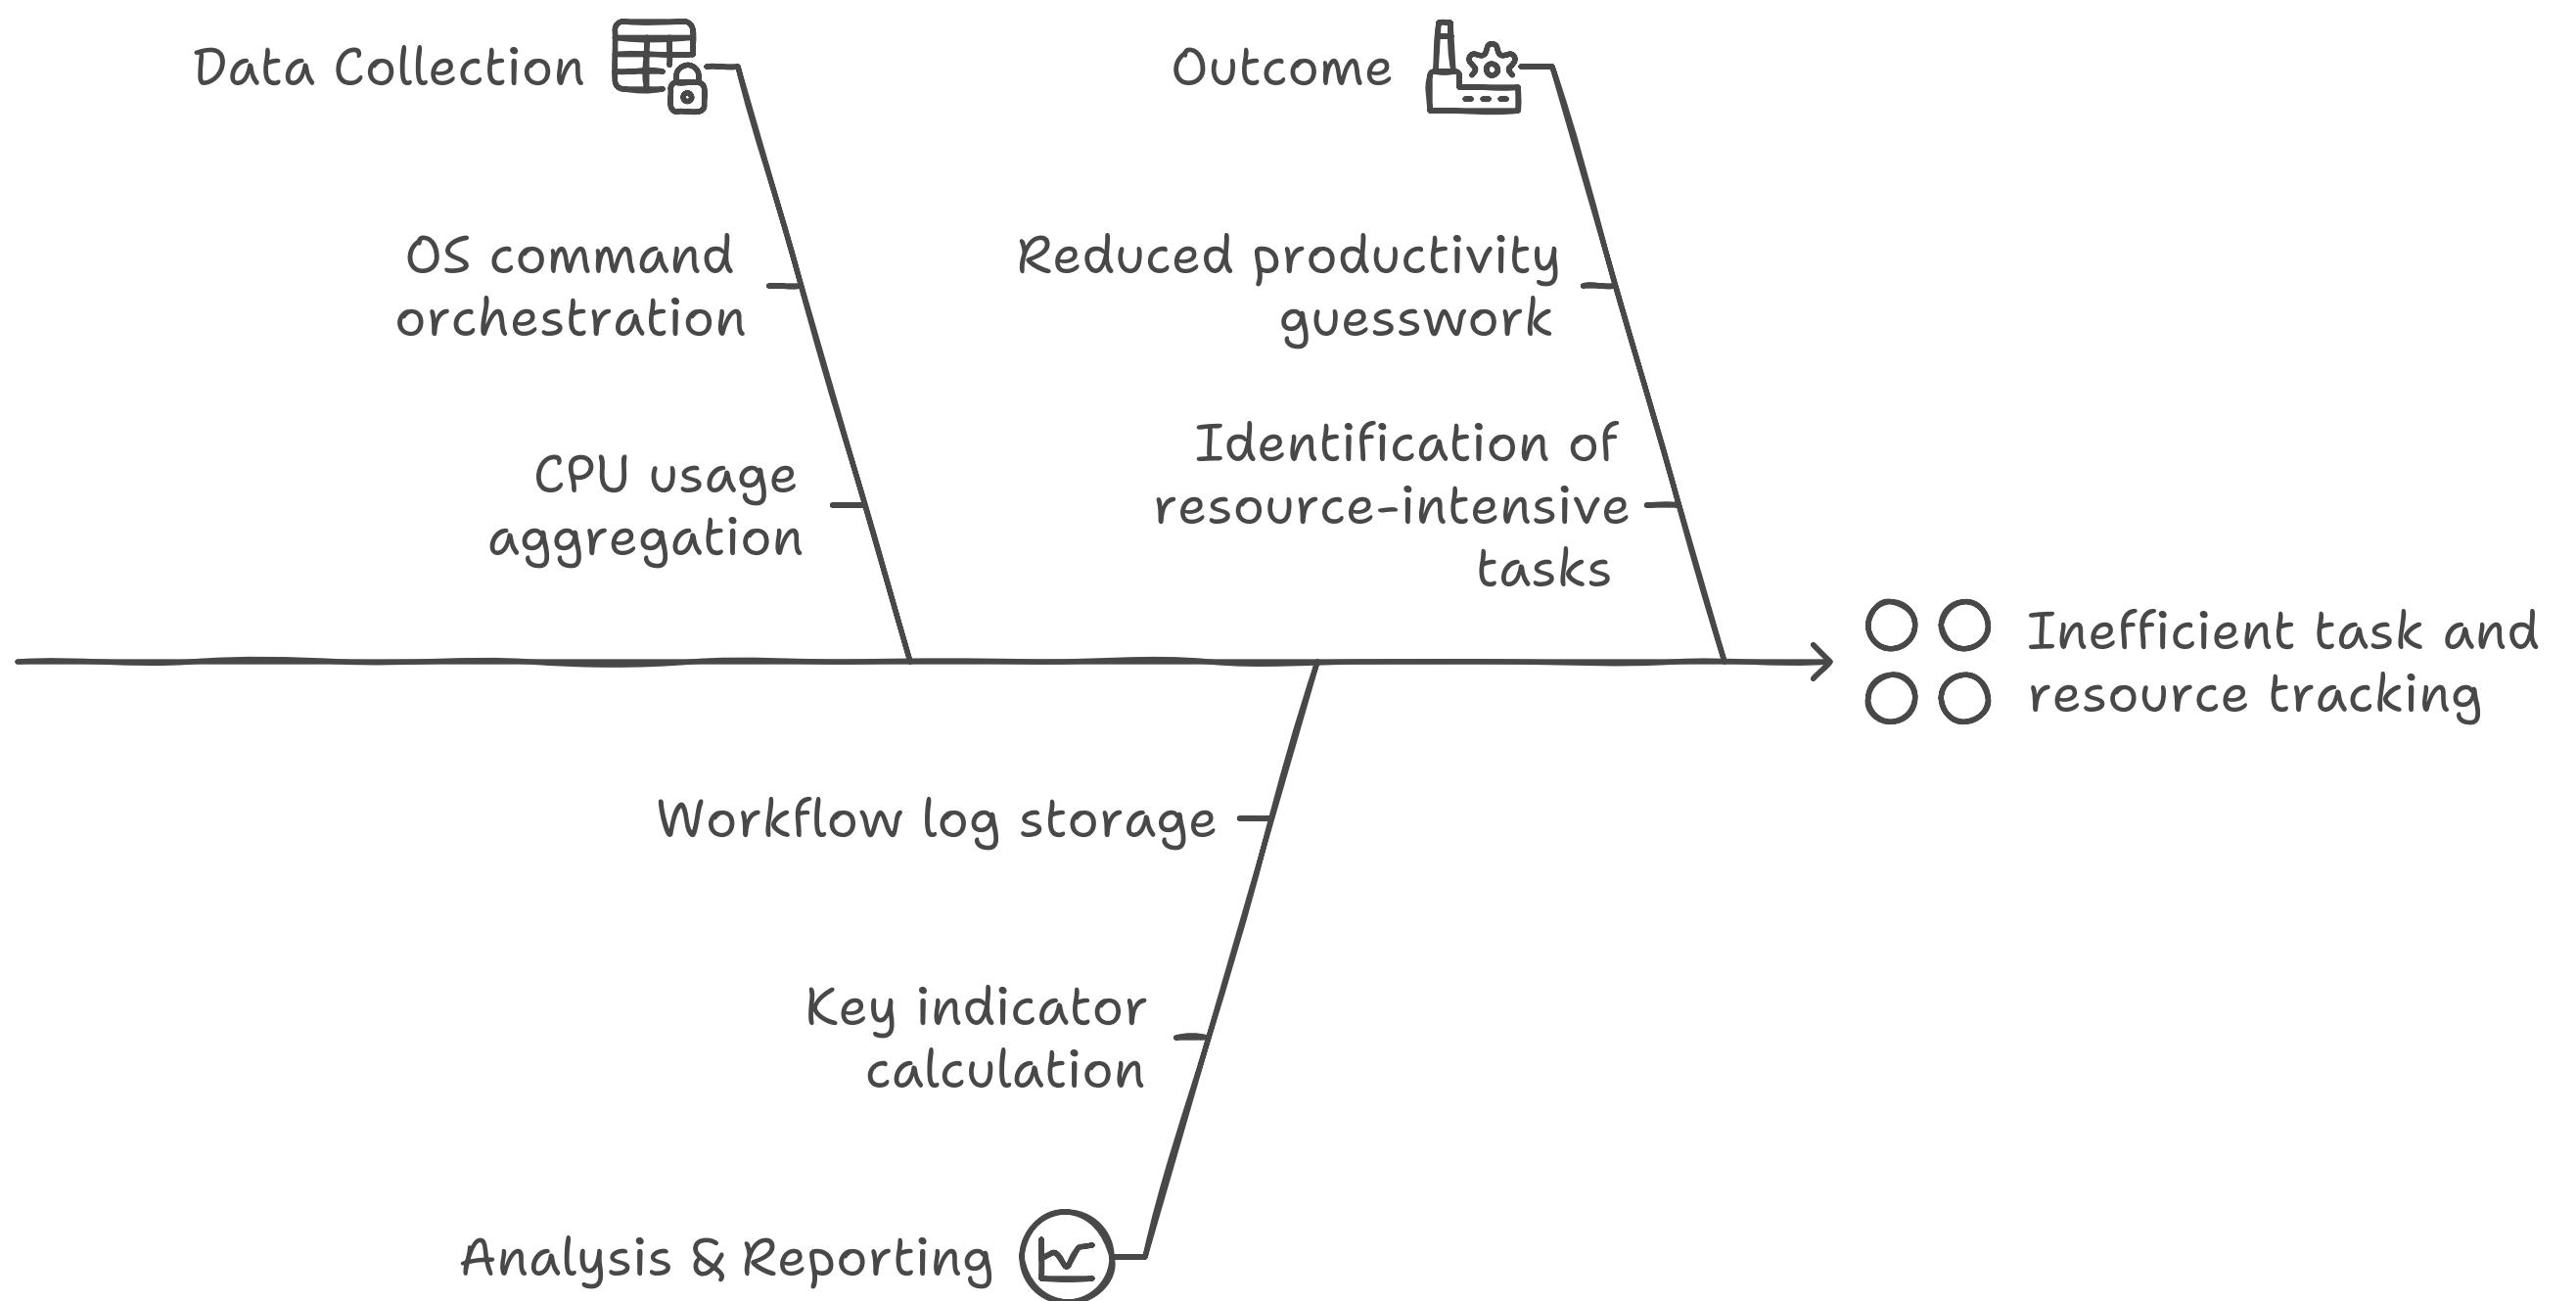 Data Collection
OS command
orchestration
CPU usage
aggregation
Outcome
Reduced productivity
guesswork
Identification of
resource-intensive
tasks
Inefficient task and
resource tracking
Workflow log storage
Key indicator
calculation
Analysis & Reporting